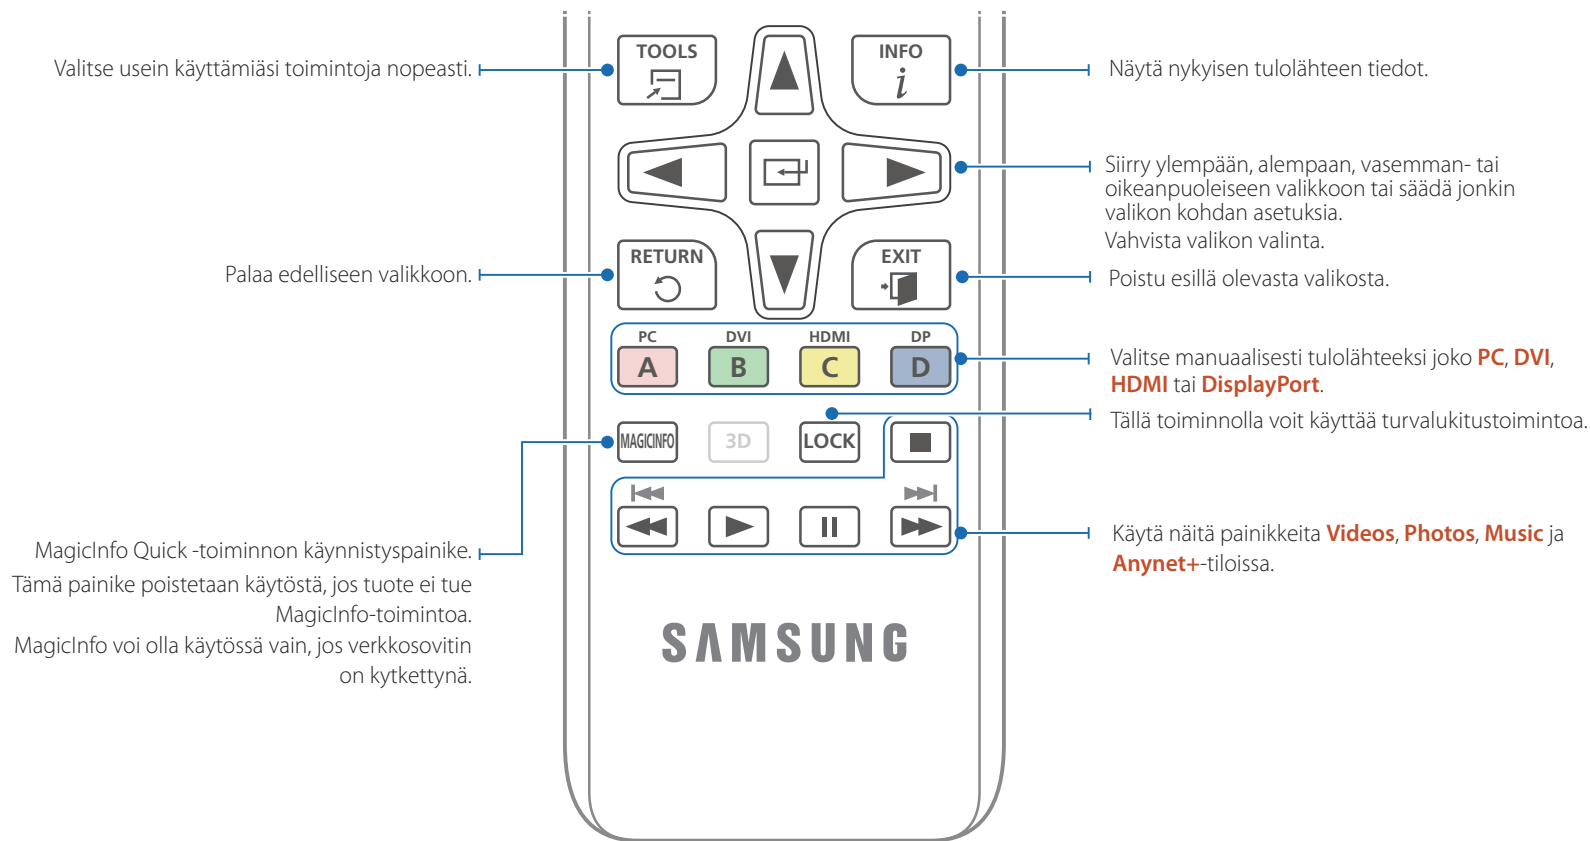 TOOLS
INFO
i
Valitse usein käyttämiäsi toimintoja nopeasti.
Näytä nykyisen tulolähteen tiedot.
Siirry ylempään, alempaan, vasemman- tai
oikeanpuoleiseen valikkoon tai säädä jonkin
valikon kohdan asetuksia.
Vahvista valikon valinta.
RETURN
EXIT
Palaa edelliseen valikkoon.
Poistu esillä olevasta valikosta.
PC DVI HDMI DP
A B C D
Valitse manuaalisesti tulolähteeksi joko PC, DVI,
HDMI tai DisplayPort.
Tällä toiminnolla voit käyttää turvalukitustoimintoa.
MAGICINFO 3D LOCK
MagicInfo Quick -toiminnon käynnistyspainike.
Tämä painike poistetaan käytöstä, jos tuote ei tue
MagicInfo-toimintoa.
MagicInfo voi olla käytössä vain, jos verkkosovitin
on kytkettynä.
Käytä näitä painikkeita Videos, Photos, Music ja
Anynet+-tiloissa.
SAMSUNG